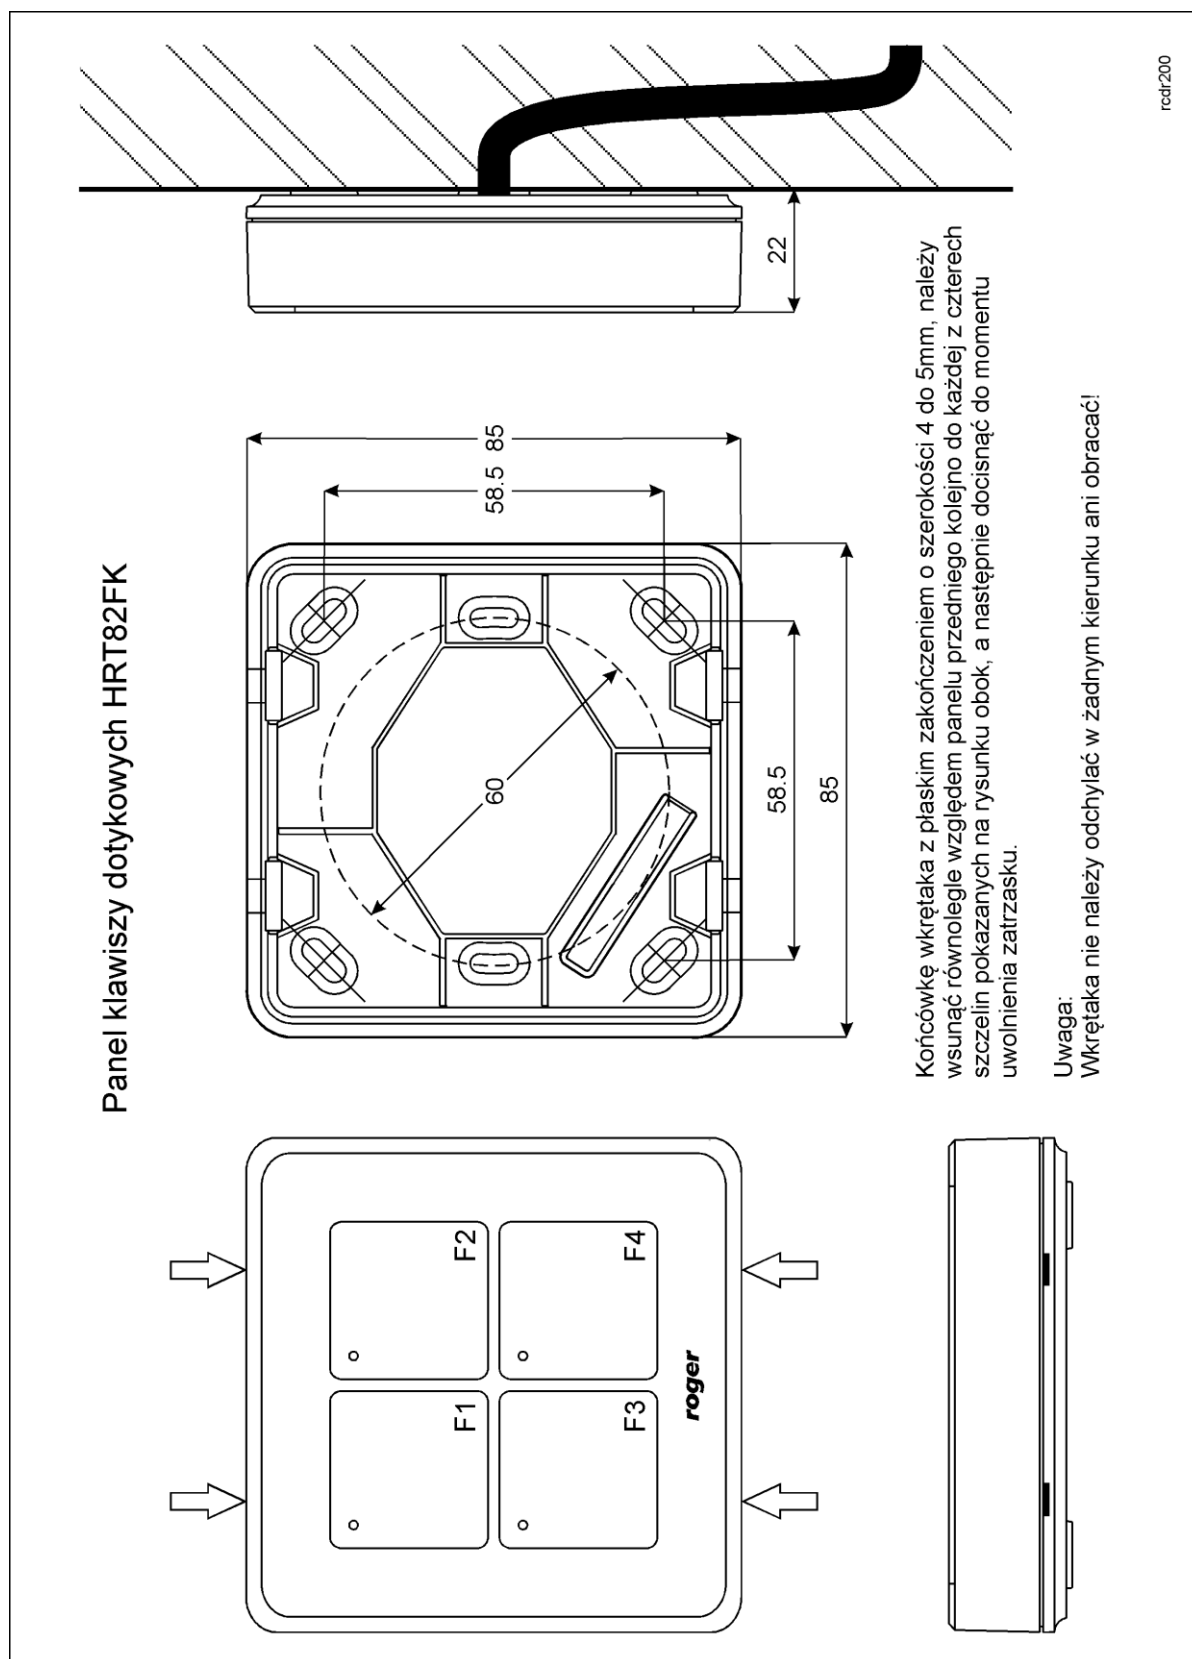 Panel klawiszy dotykowych HRT82FK
F1
F2
F3
F4
roger
60
58.5
85
58.5
85
22
Końcówkę wkrętaka z płaskim zakończeniem o szerokości 4 do 5mm, należy
wsunąć równolegle względem panelu przedniego kolejno do każdej z czterech
szczelin pokazanych na rysunku obok, a następnie docisnąć do momentu
uwolnienia zatrzasku.
Uwaga:
Wkrętaka nie należy odchylać w żadnym kierunku ani obracać!
rcdr200